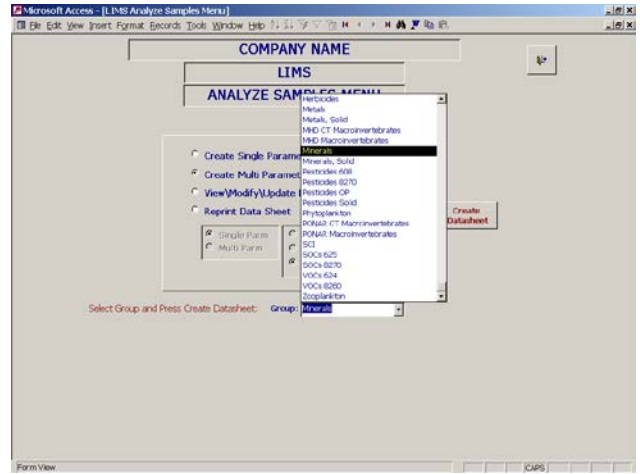 Microsoft Access - [LIMS Analyze Samples Menu]
File Edit View Insert Format Records Tools Window Help
COMPANY NAME
LIMS
ANALYZE SAMPLES MENU
Herbicides
Metals
Metals, Solid
MHD CT Macroinvertebrates
MHD Macroinvertebrates
Minerals
Minerals, Solid
Pesticides 608
Pesticides 8270
Pesticides OP
Pesticides Solid
Phytoplankton
PONAR CT Macroinvertebrates
PONAR Macroinvertebrates
SCI
SOCs 625
SOCs 8270
VOCs 624
VOCs 8260
Zooplankton
Create Single Parame
Create Multi Paramet
View\Modify\Update
Reprint Data Sheet
Single Parm
Multi Parm
Create
Datasheet
Select Group and Press Create Datasheet: Group: Minerals
Form View CAPS